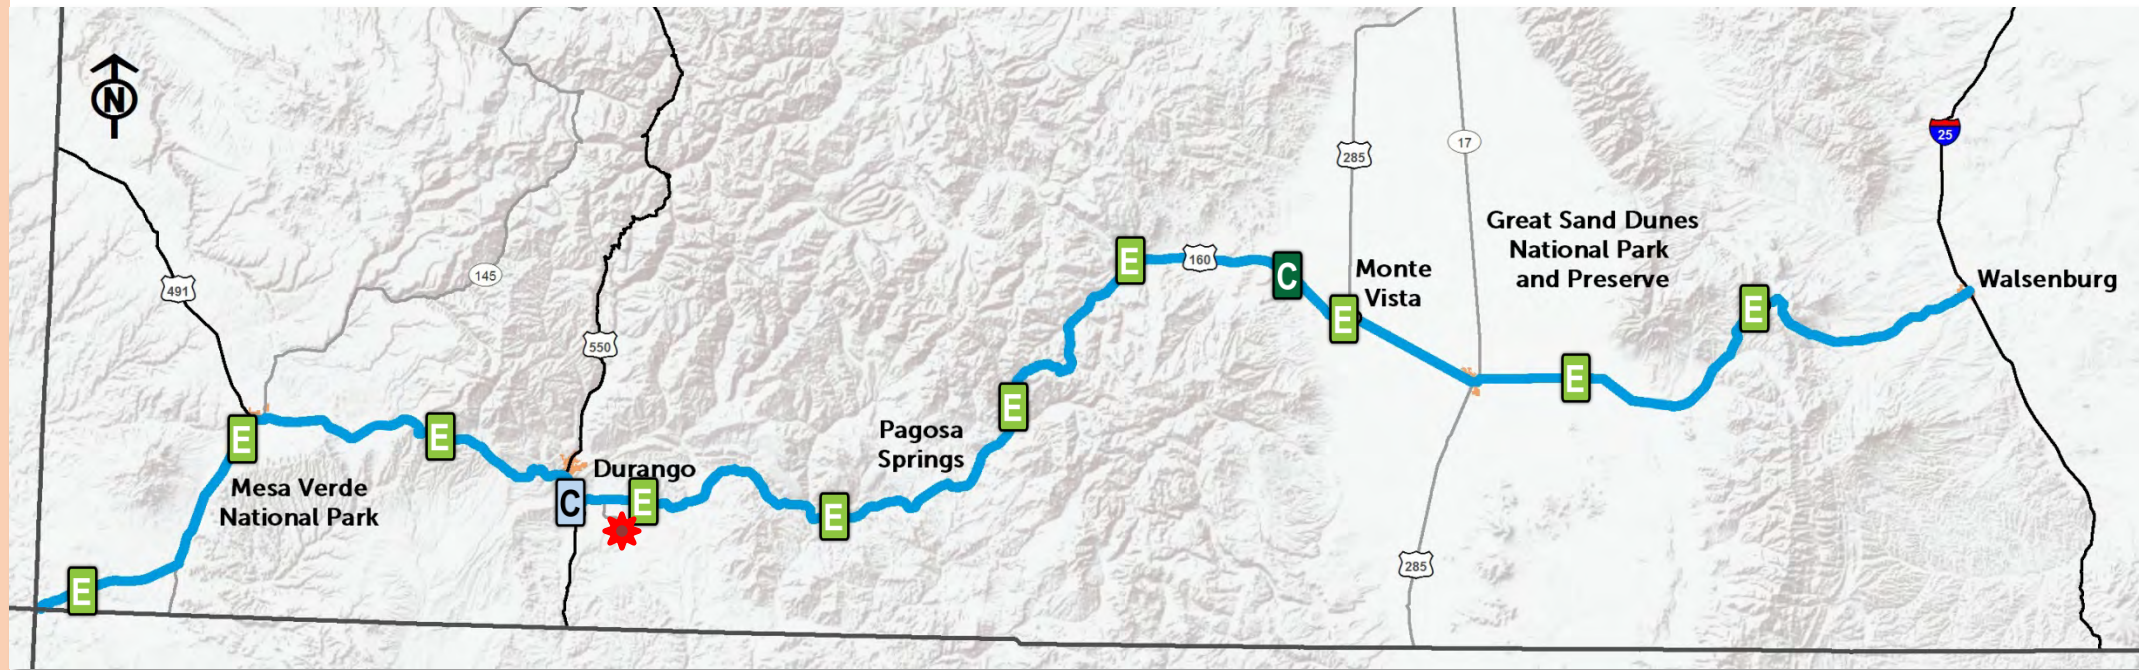 N
25
285
17
Great Sand Dunes
National Park
and Preserve
E
160
C
Monte
Vista
E
E
Walsenburg
491
145
550
E
E
E
E
Pagosa
Springs
Durango
Mesa Verde
National Park
C
E
E
285
E